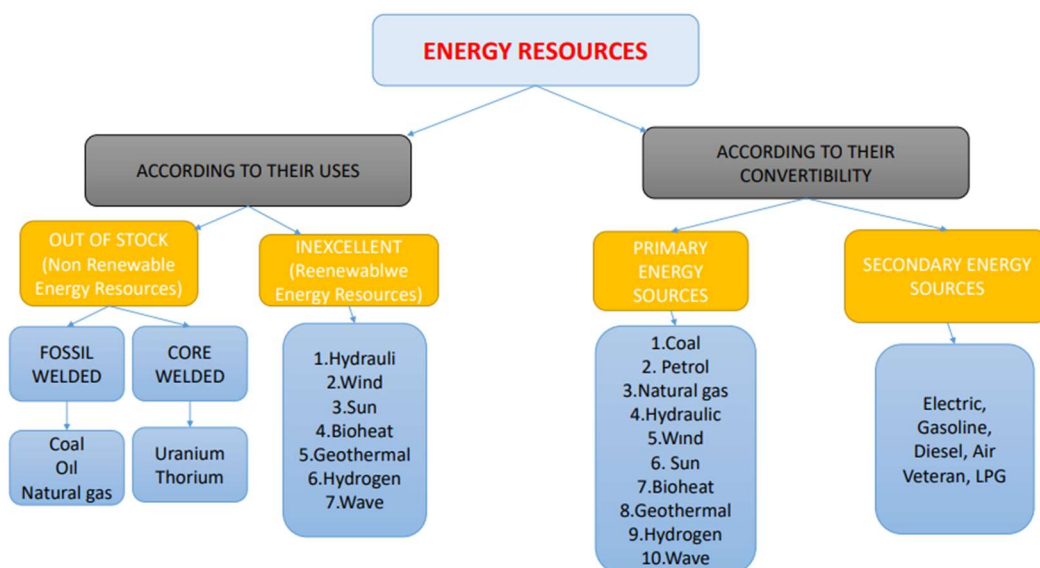 ENERGY RESOURCES
ACCORDING TO THEIR USES
ACCORDING TO THEIR
CONVERTIBILITY
OUT OF STOCK
(Non Renewable
Energy Resources)
INEXCELLENT
(Reenewablwe
Energy Resources)
PRIMARY
ENERGY
SOURCES
SECONDARY ENERGY
SOURCES
FOSSIL
WELDED
CORE
WELDED
Coal
Oıl
Natural gas
Uranium
Thorium
1.Hydrauli
2.Wind
3.Sun
4.Bioheat
5.Geothermal
6.Hydrogen
7.Wave
1.Coal
2. Petrol
3.Natural gas
4.Hydraulic
5.Wınd
6. Sun
7.Bioheat
8.Geothermal
9.Hydrogen
10.Wave
Electric,
Gasoline,
Diesel, Air
Veteran, LPG